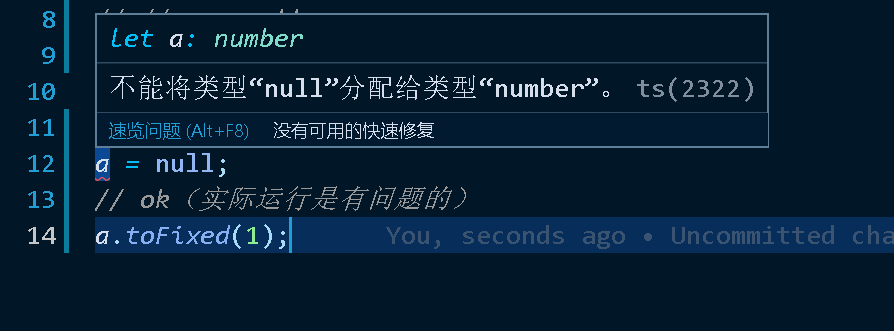 8
let a: number
9
不能将类型“null”分配给类型“number”。 ts(2322)
10
11 速览问题 (Alt+F8) 没有可用的快速修复
12 a = null;
13 // ok（实际运行是有问题的）
14 a.toFixed(1); You, seconds ago • Uncommitted cha